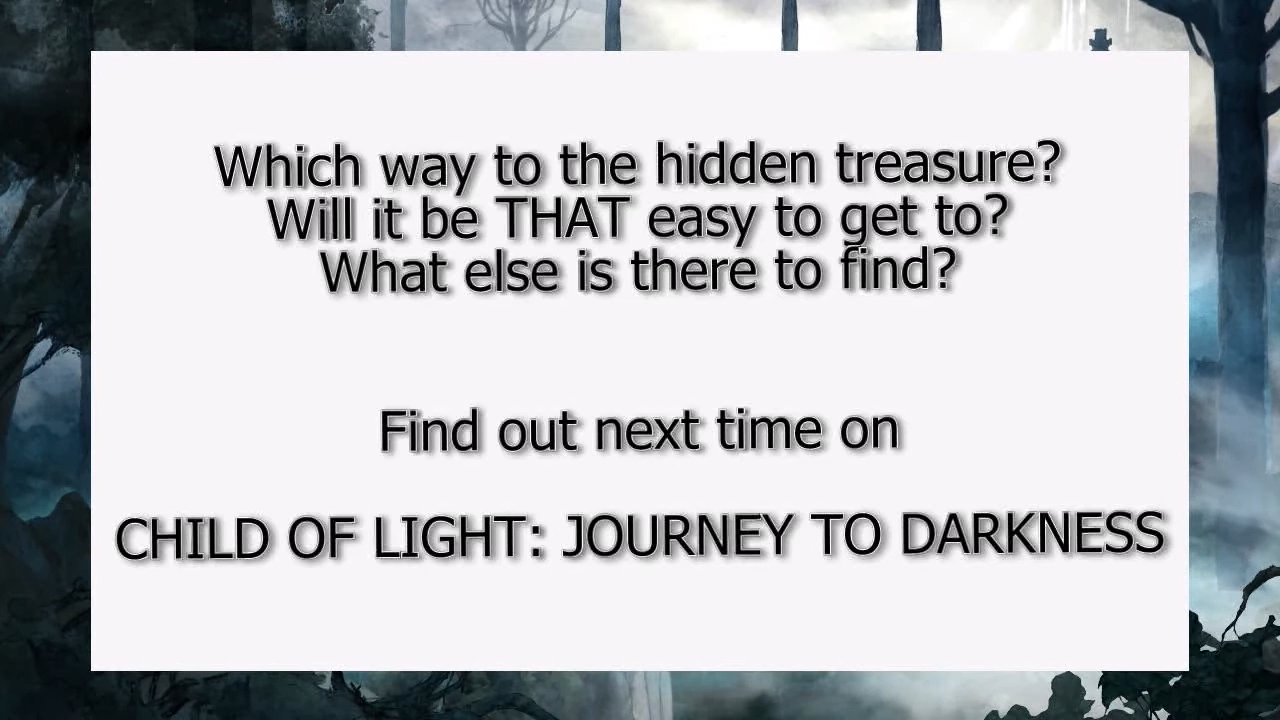 Which way to the hidden treasure?
Will it be THAT easy to get to?
What else is there to find?
Find out next time on
CHILD OF LIGHT: JOURNEY TO DARKNESS